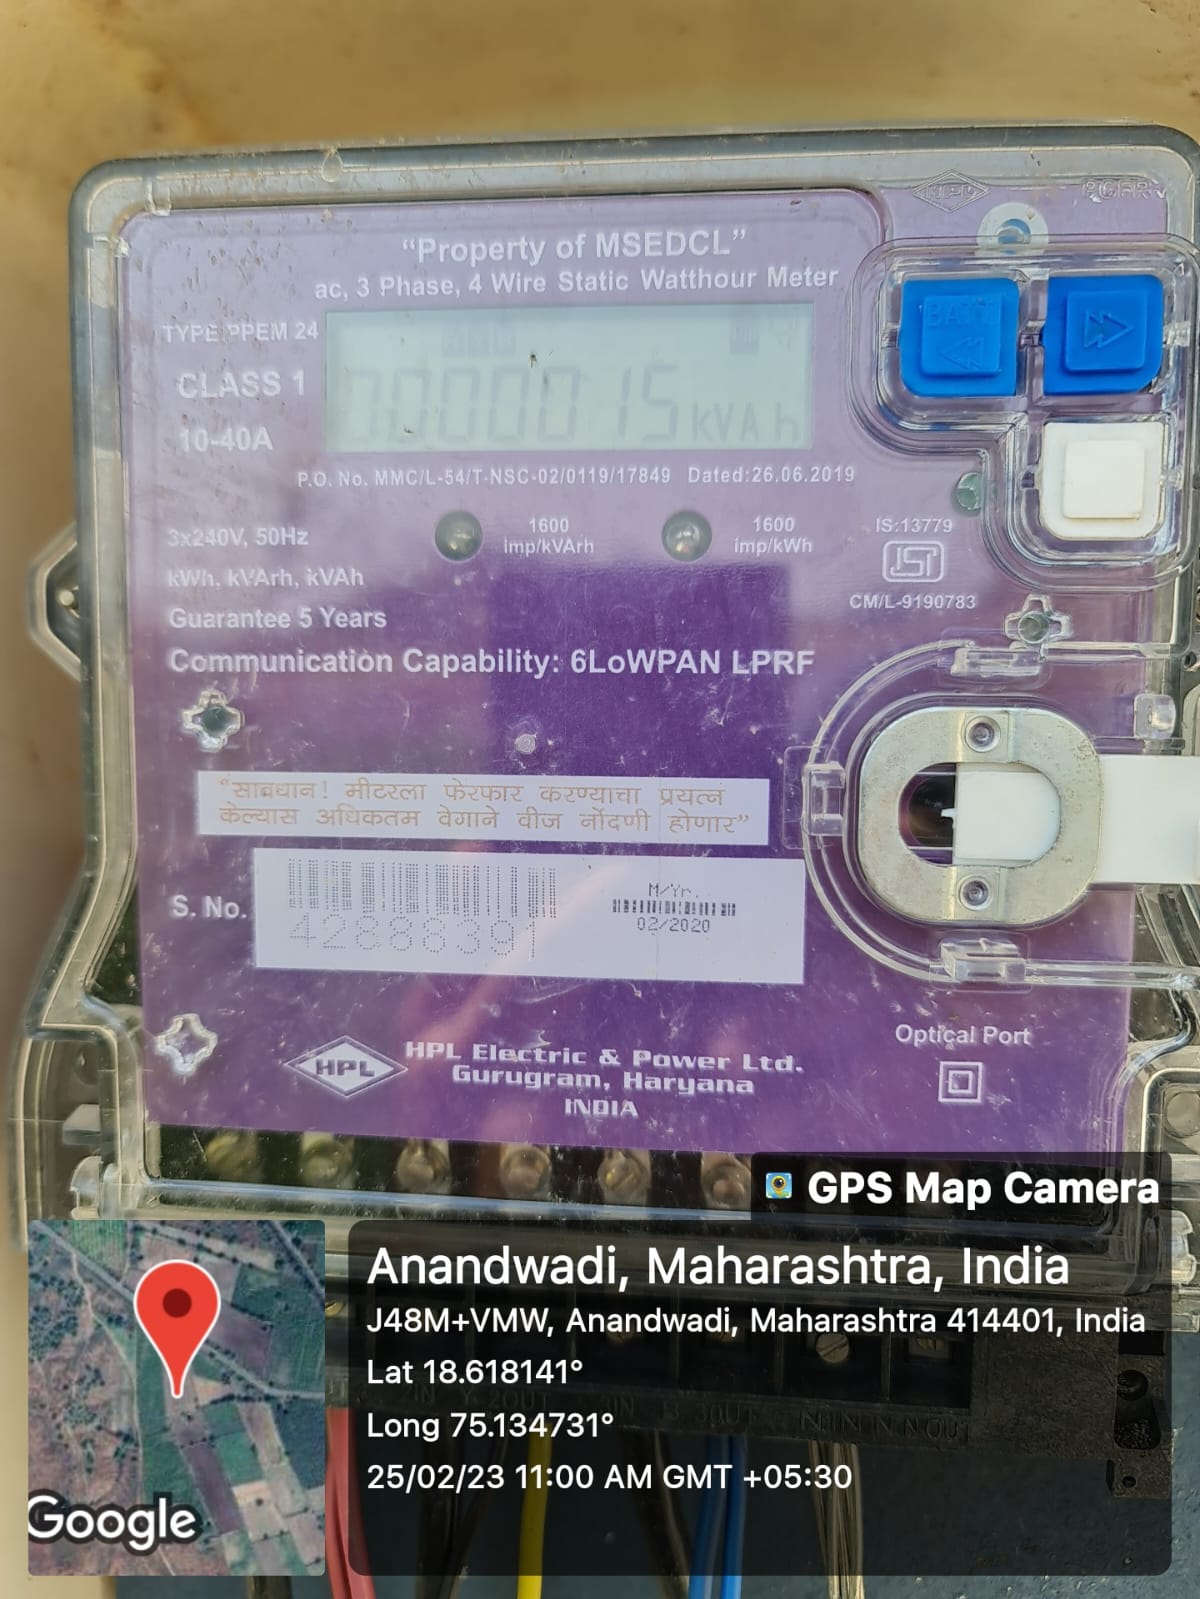 "Property of MSEDCL"
ac, 3 Phase, 4 Wire Static Watthour Meter
TYPE PPEM 24
CLASS 1
10-40A
0000015 kVAh
P.O. No. MMC/L-54/T-NSC-02/0119/17849 Dated:26.06.2019
BATT
3x240V, 50Hz
1600
imp/kVArh
1600
imp/kWh
IS:13779
ISI
CM/L-9190783
kWh, kVArh, kVAh
Guarantee 5 Years
Communication Capability: 6LoWPAN LPRF
"सावधान! मीटरला फेरफार करण्याचा प्रयत्न
केल्यास अधिकतम वेगाने वीज नोंदणी होणार"
S. No.
42888391
M/Yr.
02/2020
Optical Port
HPL
HPL Electric & Power Ltd.
Gurugram, Haryana
INDIA
GPS Map Camera
Anandwadi, Maharashtra, India
J48M+VMW, Anandwadi, Maharashtra 414401, India
Lat 18.618141°
Long 75.134731°
25/02/23 11:00 AM GMT +05:30
Google